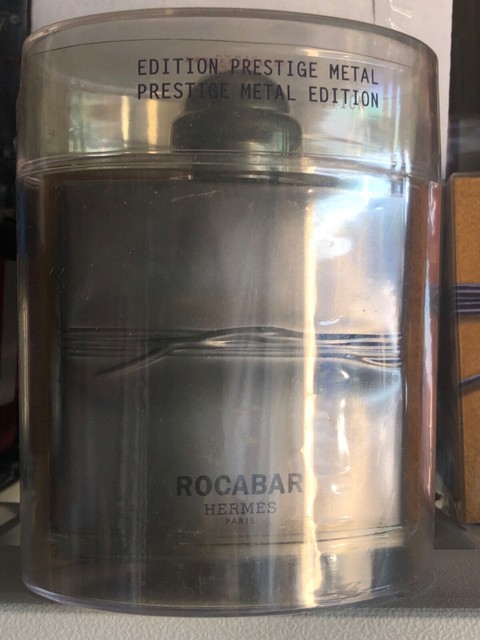 EDITION PRESTIGE METAL
PRESTIGE METAL EDITION
ROCABAR
HERMÈS
PARIS